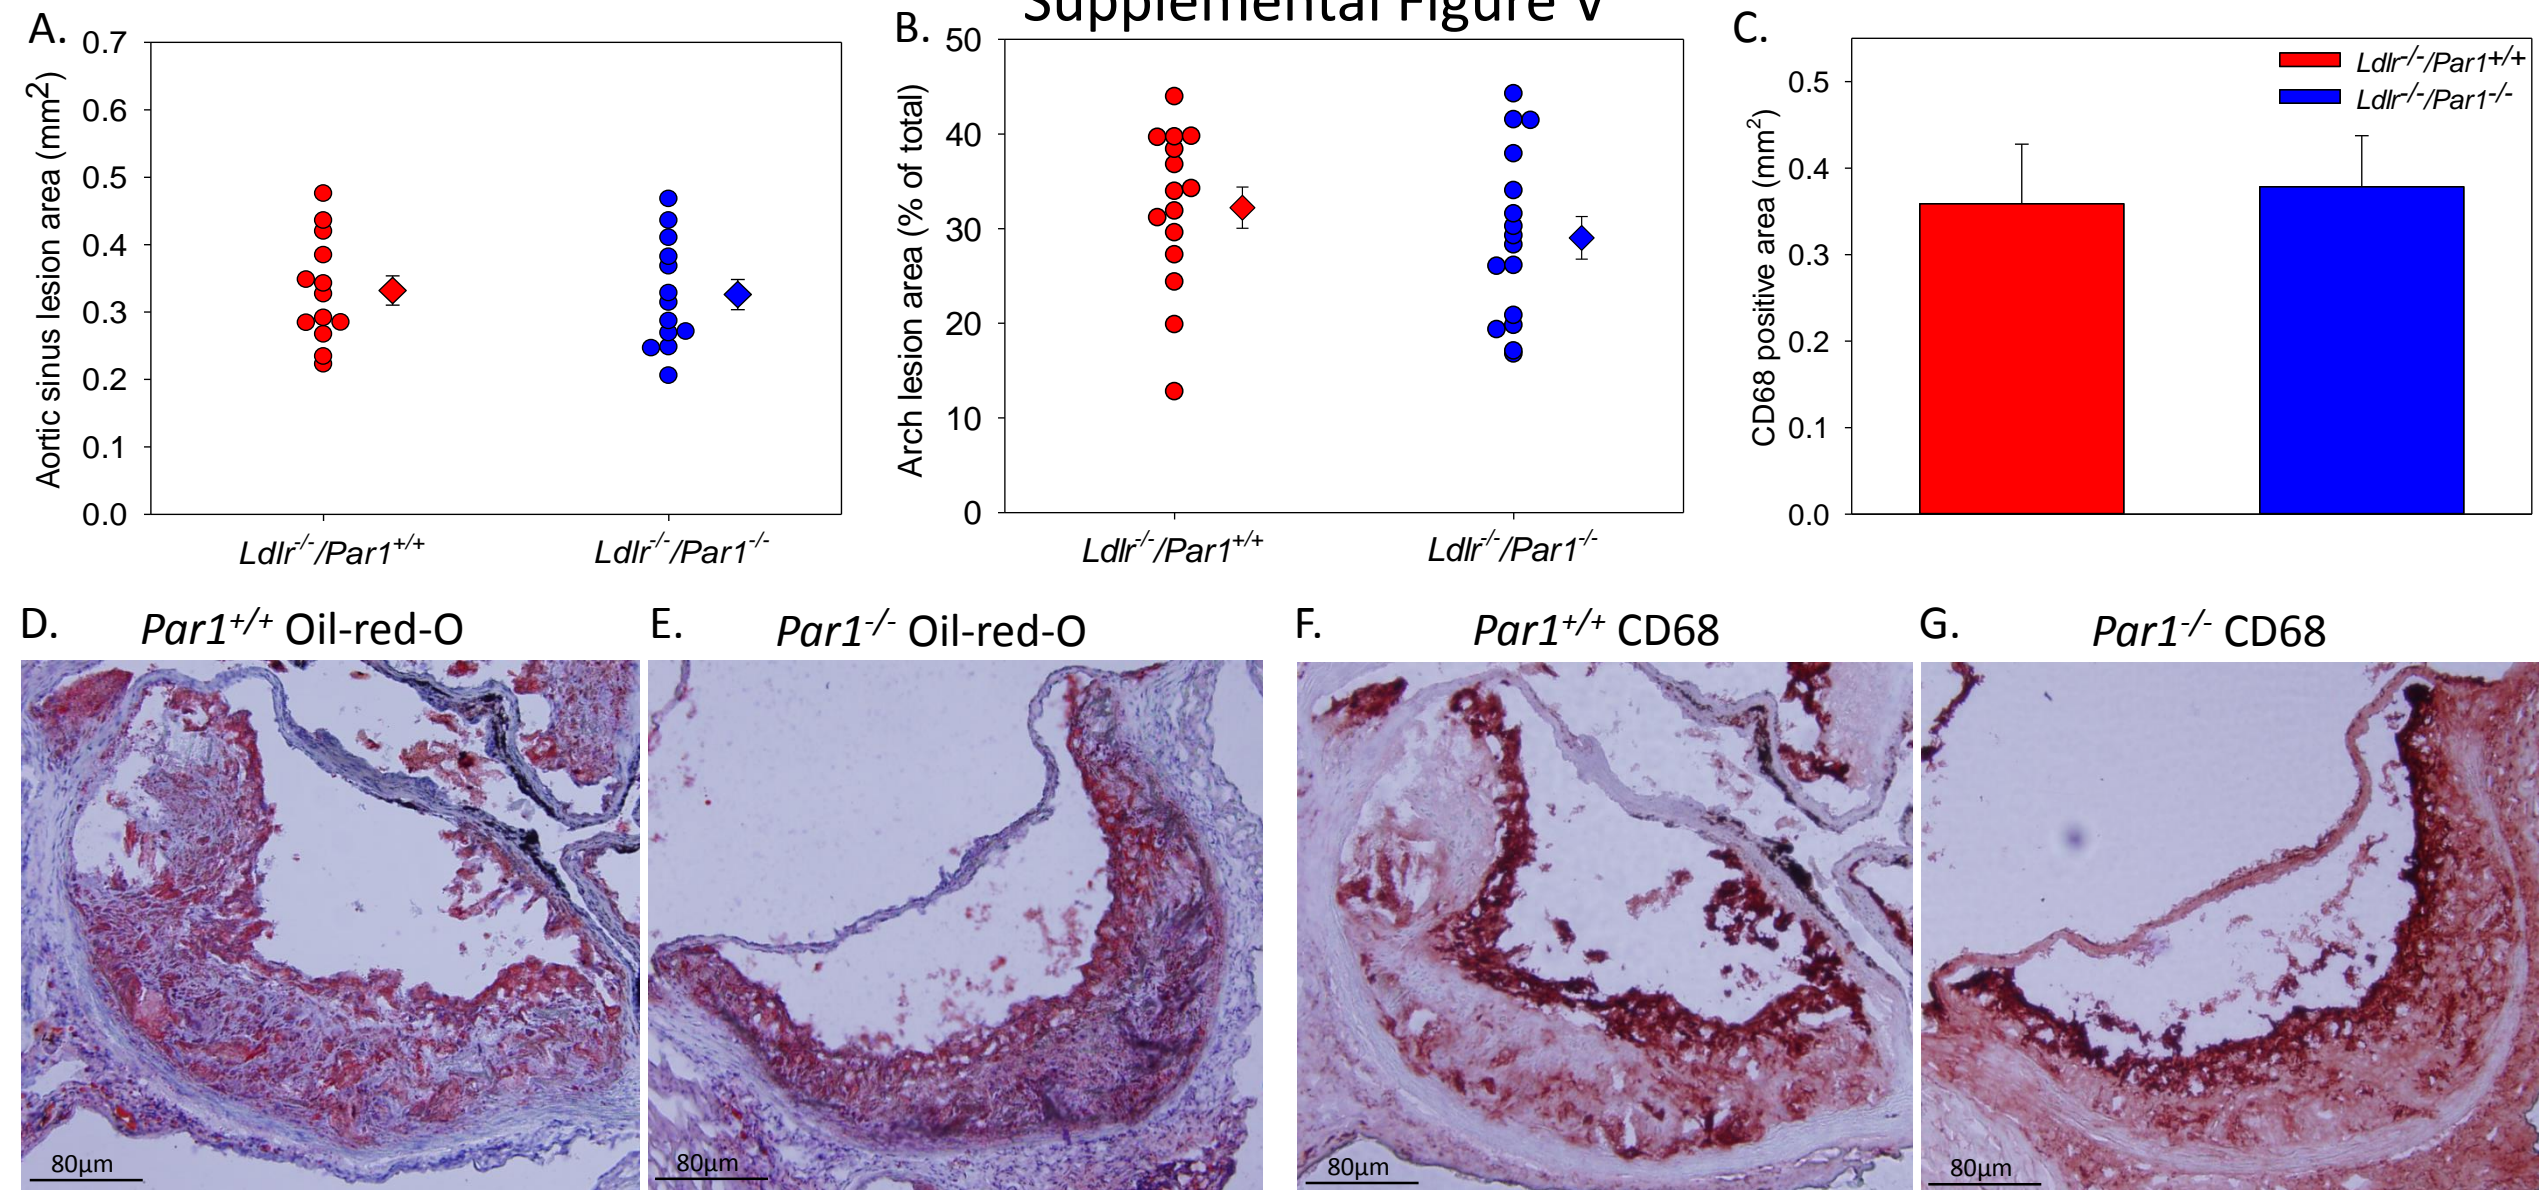 Supplemental Figure V
A.
0.7
0.6
0.5
0.4
0.3
0.2
0.1
0.0
Aortic sinus lesion area (mm2)
Ldlr-/-/Par1+/+
Ldlr-/-/Par1-/-
B.
50
40
30
20
10
0
Arch lesion area (% of total)
Ldlr-/-/Par1+/+
Ldlr-/-/Par1-/-
C.
0.5
0.4
0.3
0.2
0.1
0.0
CD68 positive area (mm2)
Ldlr-/-/Par1+/+
Ldlr-/-/Par1-/-
D.
Par1+/+ Oil-red-O
80µm
E.
Par1-/- Oil-red-O
80µm
F.
Par1+/+ CD68
80µm
G.
Par1-/- CD68
80µm